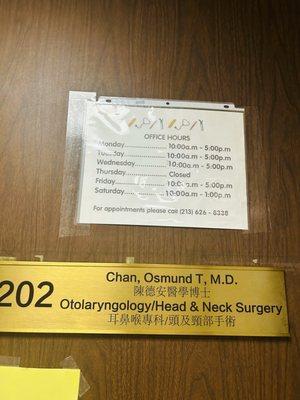 OFFICE HOURS
Monday........................ 10:00a.m - 5:00p.m
Tuesday........................ 10:00a.m - 5:00p.m
Wednesday.................. 10:00a.m - 5:00p.m
Thursday...................... Closed
Friday............................ 10:00a.m - 5:00p.m
Saturday....................... 10:00a.m - 1:00p.m
For appointments please call (213) 626 - 8338
202
Chan, Osmund T, M.D.
陳德安醫學博士
Otolaryngology/Head & Neck Surgery
耳鼻喉專科/頭及頸部手術